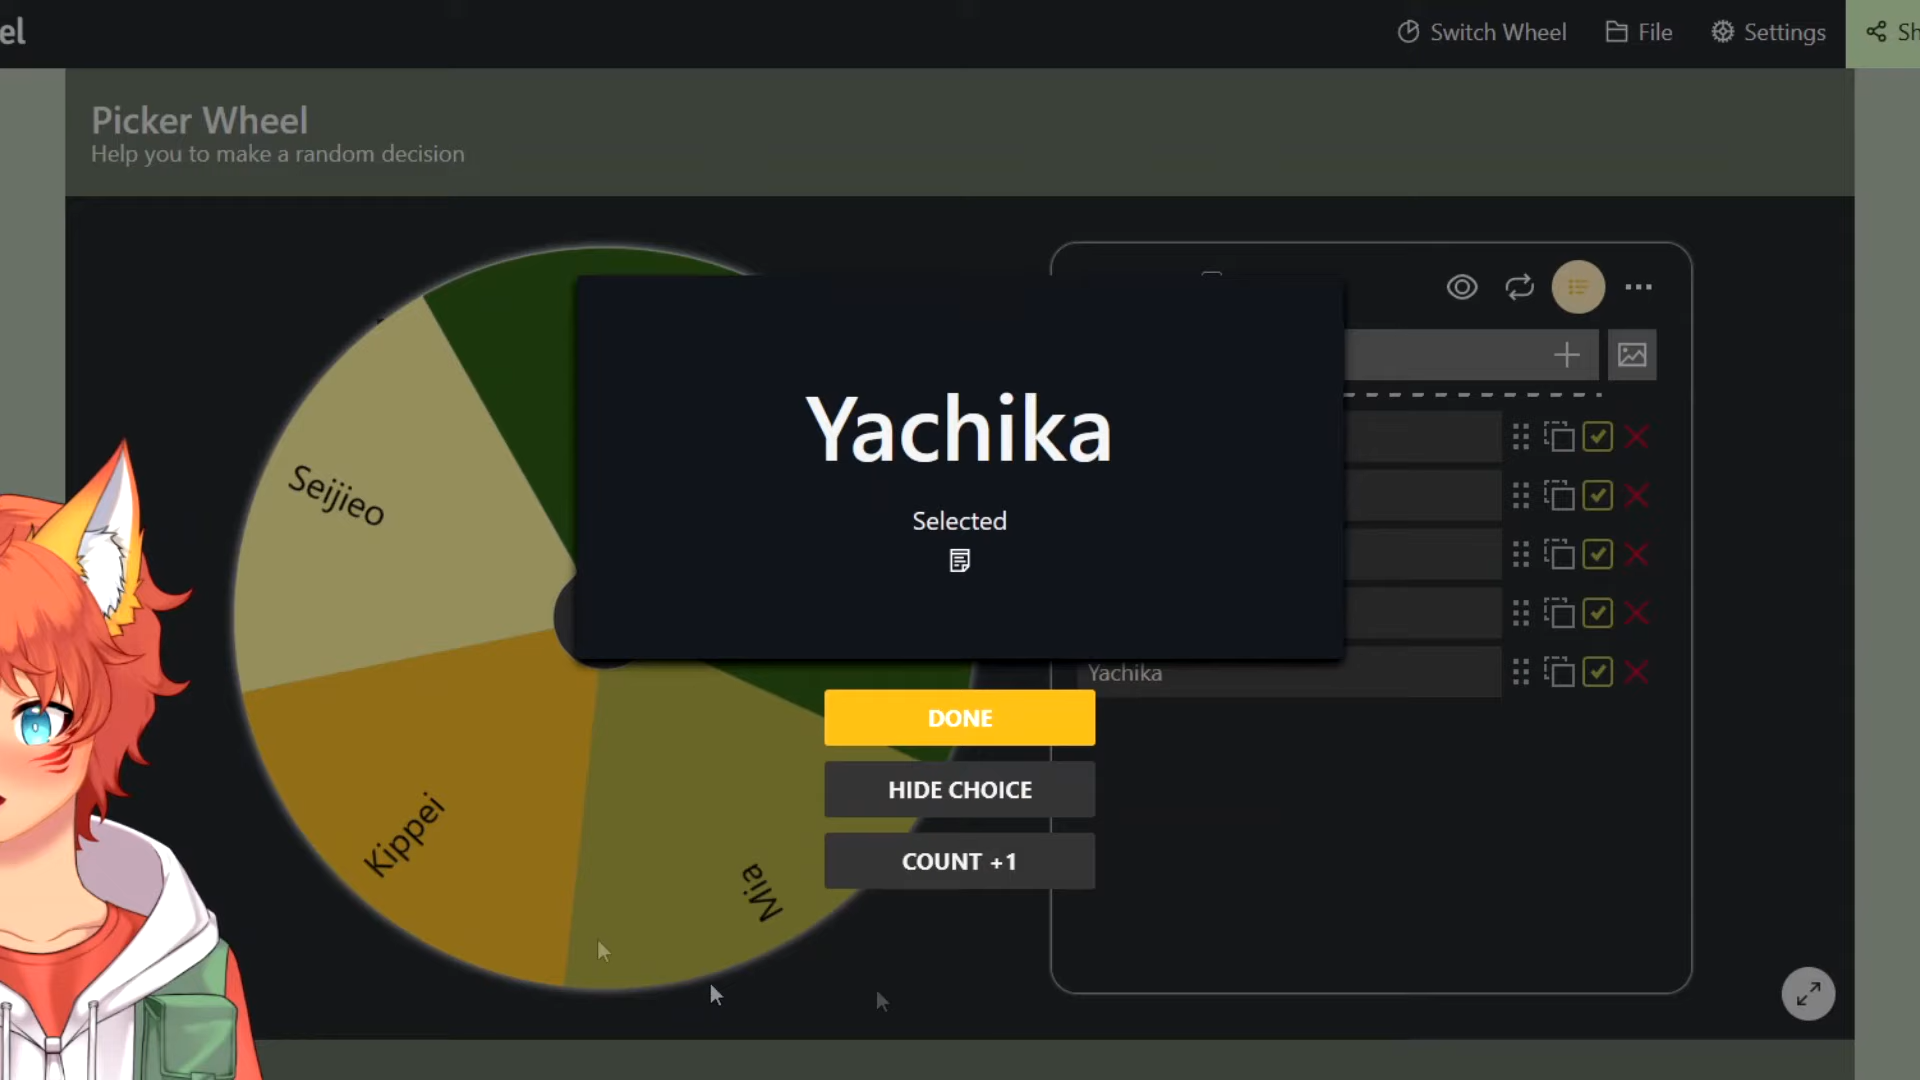 el
Switch Wheel
File
Settings
Sh
Picker Wheel
Help you to make a random decision
Seijieo
Kippei
Mia
Yachika
Selected
Yachika
DONE
HIDE CHOICE
COUNT +1